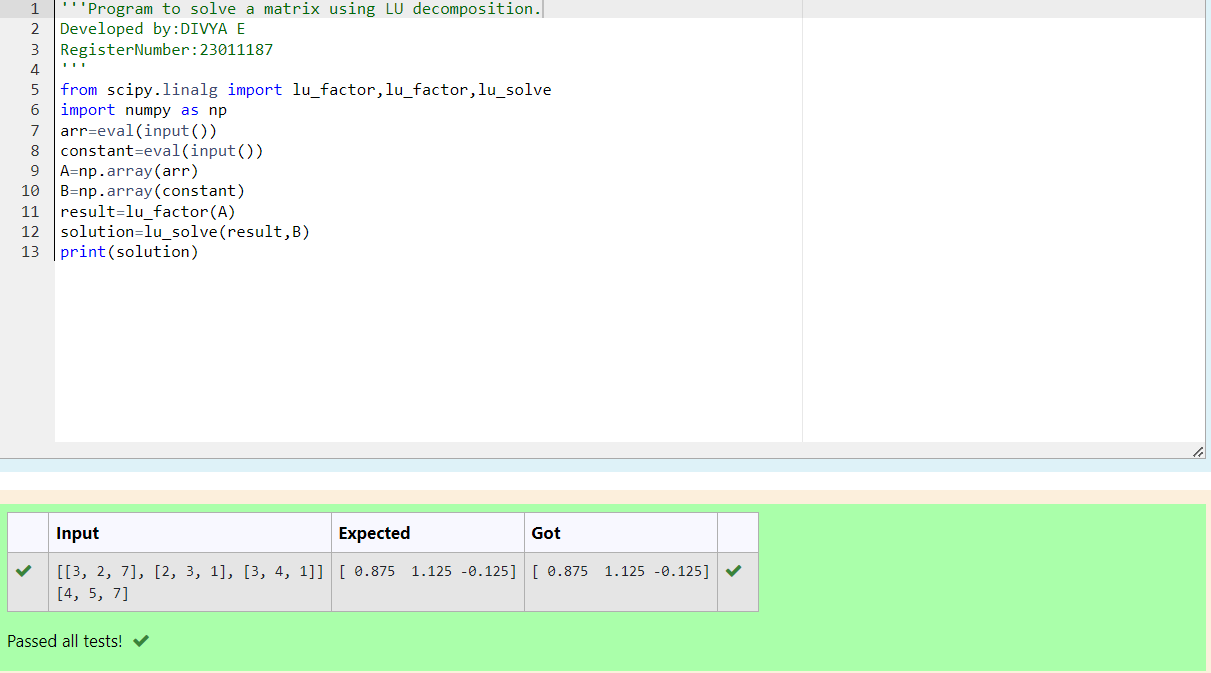 1 '''Program to solve a matrix using LU decomposition.
2 Developed by:DIVYA E
3 RegisterNumber:23011187
4 '''
5 from scipy.linalg import lu_factor,lu_factor,lu_solve
6 import numpy as np
7 arr=eval(input())
8 constant=eval(input())
9 A=np.array(arr)
10 B=np.array(constant)
11 result=lu_factor(A)
12 solution=lu_solve(result,B)
13 print(solution)
Input Expected Got
[[3, 2, 7], [2, 3, 1], [3, 4, 1]] [ 0.875  1.125 -0.125] [ 0.875  1.125 -0.125]
[4, 5, 7]
Passed all tests!